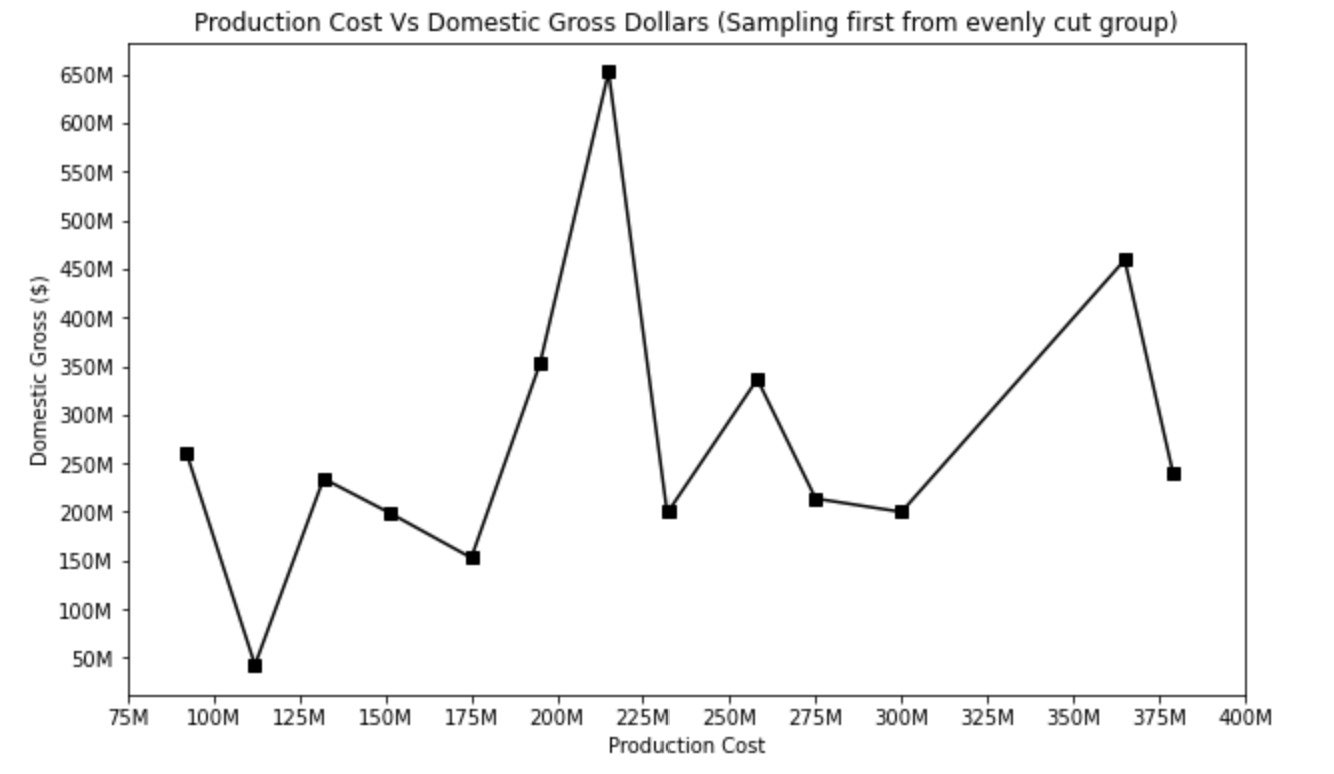 Production Cost Vs Domestic Gross Dollars (Sampling first from evenly cut group)
650M
600M
550M
500M
450M
400M
350M
300M
250M
200M
150M
100M
50M
Domestic Gross ($)
75M 100M 125M 150M 175M 200M 225M 250M 275M 300M 325M 350M 375M 400M
Production Cost